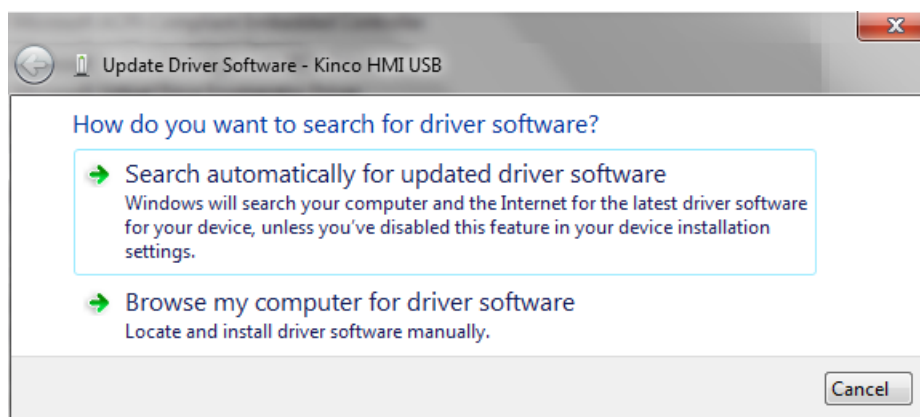 Update Driver Software - Kinco HMI USB
How do you want to search for driver software?
Search automatically for updated driver software
Windows will search your computer and the Internet for the latest driver software
for your device, unless you've disabled this feature in your device installation
settings.
Browse my computer for driver software
Locate and install driver software manually.
Cancel